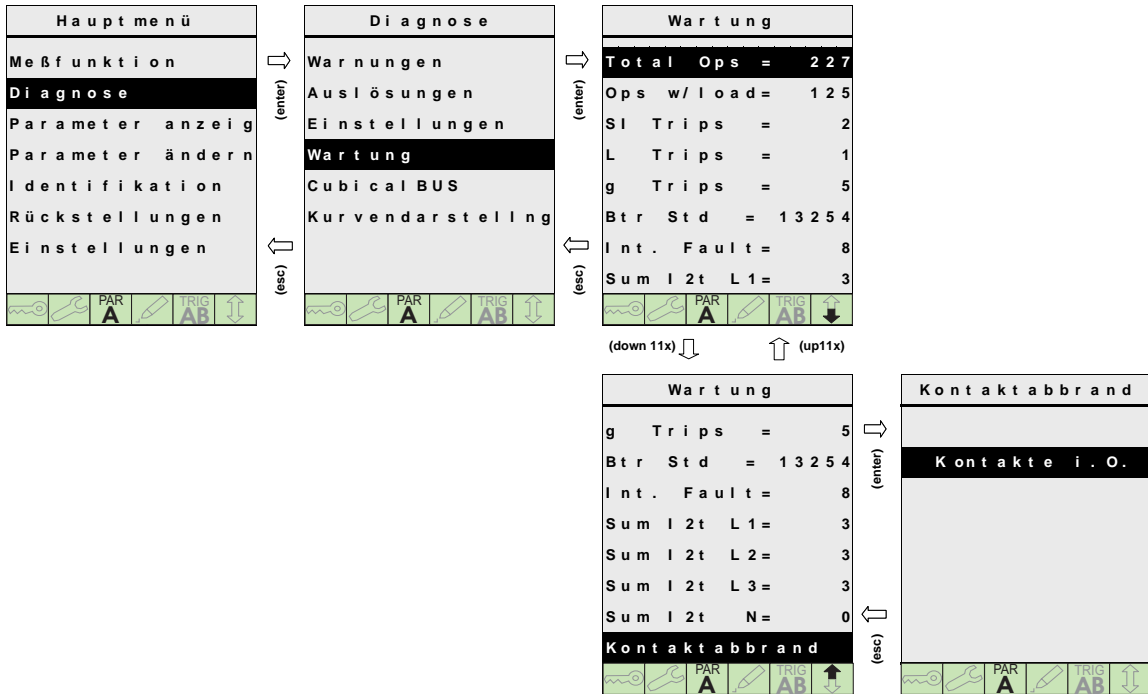 Hauptmenü
Meßfunktion
Diagnose
Parameter anzeig
Parameter ändern
Identifikation
Rückstellungen
Einstellungen
PAR
A
TRIG
AB
(enter)
(esc)
Diagnose
Warnungen
Auslösungen
Einstellungen
Wartung
Cubical BUS
Kurvendarstellng
PAR
A
TRIG
AB
(enter)
(esc)
Wartung
Total Ops = 227
Ops w/load= 125
SI Trips = 2
L Trips = 1
g Trips = 5
Btr Std = 13254
Int. Fault= 8
Sum I2t L1= 3
PAR
A
TRIG
AB
(down 11x)
(up11x)
Wartung
g Trips = 5
Btr Std = 13254
Int. Fault= 8
Sum I2t L1= 3
Sum I2t L2= 3
Sum I2t L3= 3
Sum I2t N= 0
Kontaktabbrand
PAR
A
TRIG
AB
(enter)
(esc)
Kontaktabbrand
Kontakte i.O.
PAR
A
TRIG
AB